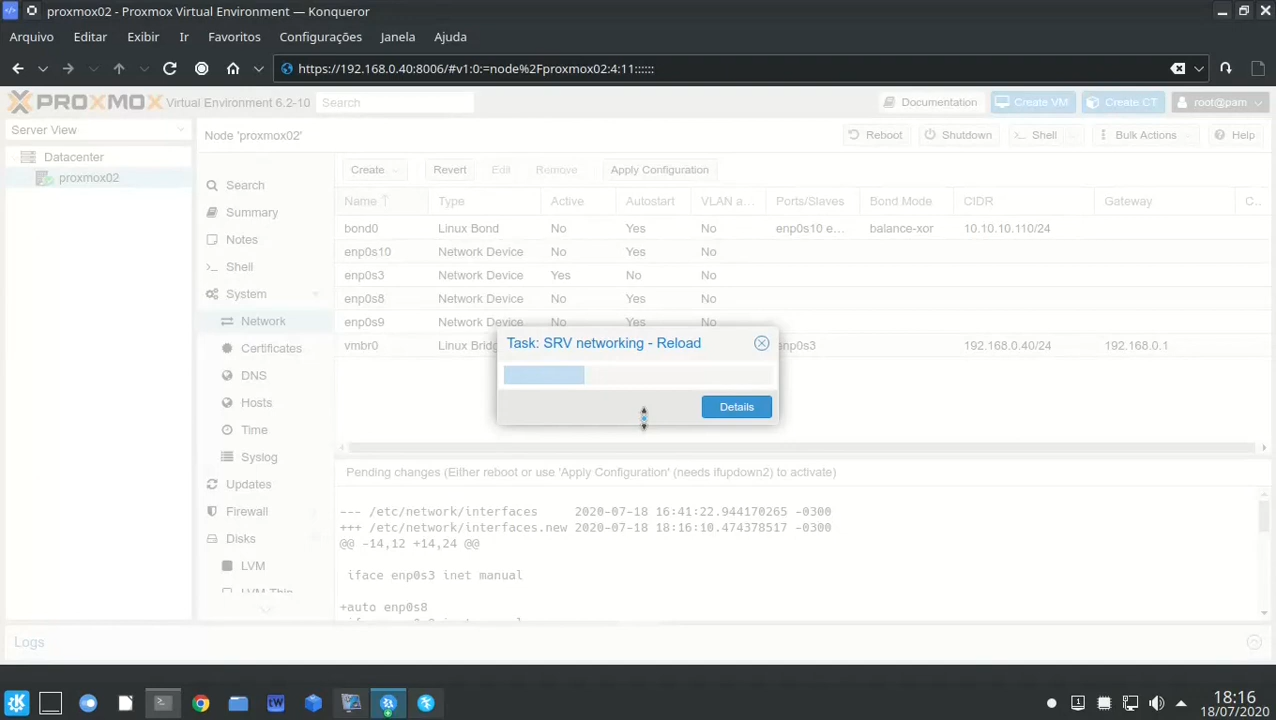 proxmox02 - Proxmox Virtual Environment — Konqueror
Arquivo Editar Exibir Ir Favoritos Configurações Janela Ajuda
https://192.168.0.40:8006/#v1:0:=node%2Fproxmox02:4:11::::::
PROXMOX Virtual Environment 6.2-10 Search Documentation Create VM Create CT root@pam
Server View Node 'proxmox02' Reboot Shutdown Shell Bulk Actions Help
Datacenter
proxmox02
Search
Summary
Notes
Shell
System
Network
Certificates
DNS
Hosts
Time
Syslog
Updates
Firewall
Disks
LVM
Create Revert Edit Remove Apply Configuration
Name Type Active Autostart VLAN a... Ports/Slaves Bond Mode CIDR Gateway C...
bond0 Linux Bond No Yes No enp0s10 e... balance-xor 10.10.10.110/24
enp0s10 Network Device No Yes No
enp0s3 Network Device Yes No No
enp0s8 Network Device No Yes No
enp0s9 Network Device No Yes No
vmbr0 Linux Bridg enp0s3 192.168.0.40/24 192.168.0.1
Task: SRV networking - Reload
Details
Pending changes (Either reboot or use 'Apply Configuration' (needs ifupdown2) to activate)
--- /etc/network/interfaces 2020-07-18 16:41:22.944170265 -0300
+++ /etc/network/interfaces.new 2020-07-18 18:16:10.474378517 -0300
@@ -14,12 +14,24 @@
iface enp0s3 inet manual
+auto enp0s8
Logs
18:16
18/07/2020